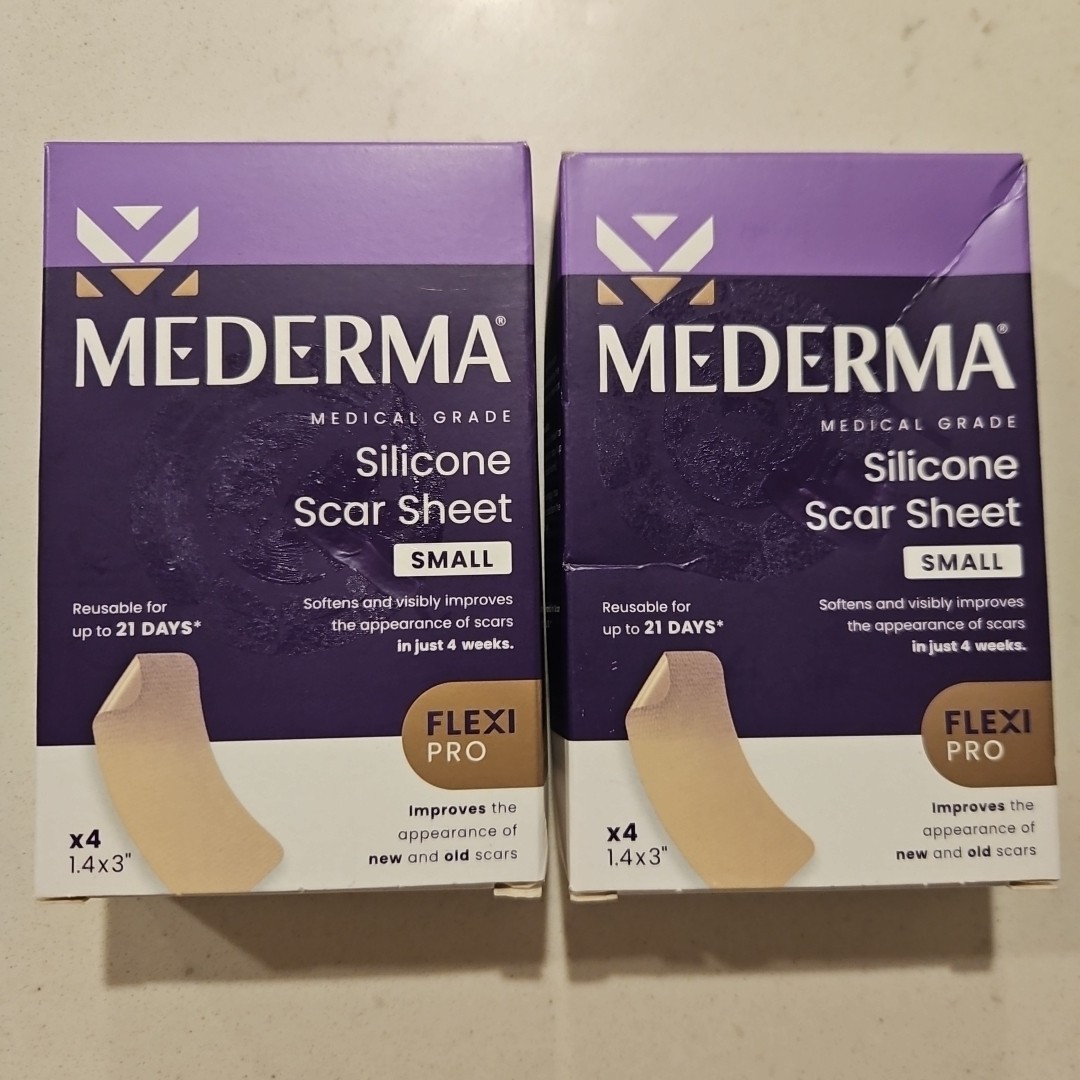 MEDERMA®
MEDICAL GRADE
Silicone
Scar Sheet
SMALL
Reusable for
up to 21 DAYS*
Softens and visibly improves
the appearance of scars
in just 4 weeks.
FLEXI
PRO
x4
1.4x3"
Improves the
appearance of
new and old scars
MEDERMA®
MEDICAL GRADE
Silicone
Scar Sheet
SMALL
Reusable for
up to 21 DAYS*
Softens and visibly improves
the appearance of scars
in just 4 weeks.
FLEXI
PRO
x4
1.4x3"
Improves the
appearance of
new and old scars